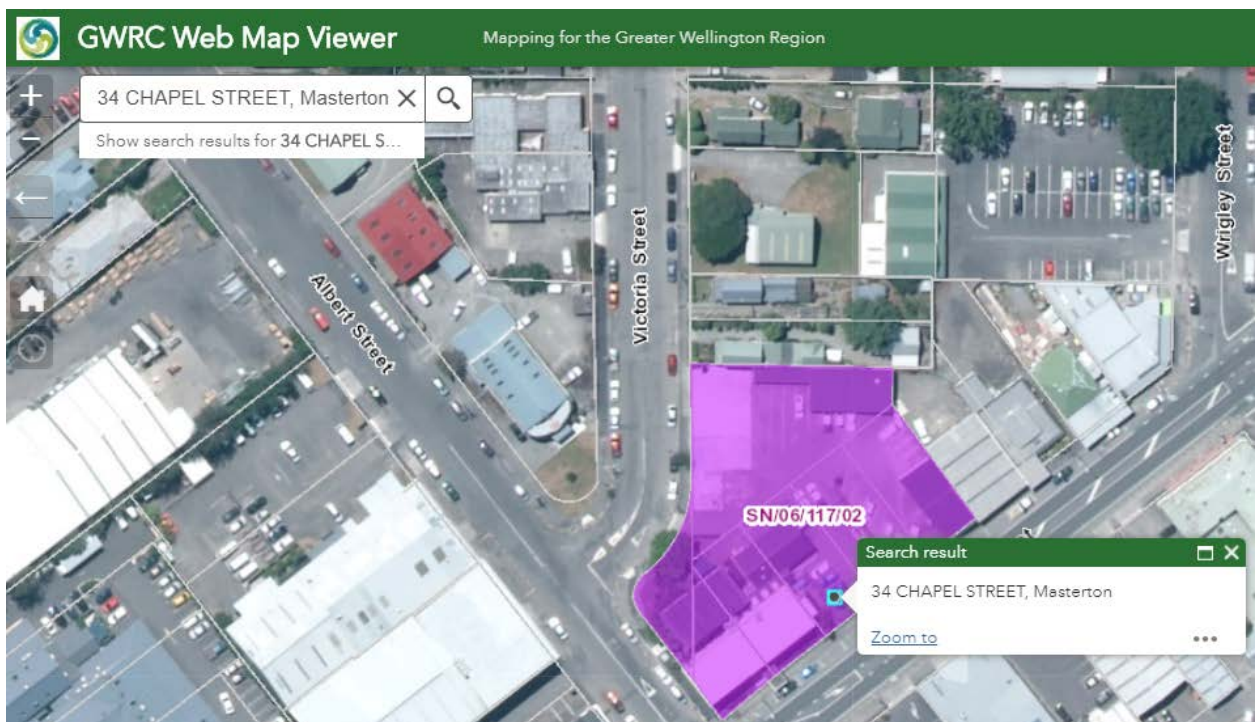 GWRC Web Map Viewer
Mapping for the Greater Wellington Region
34 CHAPEL STREET, Masterton
Show search results for 34 CHAPEL S...
Albert Street
Victoria Street
Wrigley Street
SN/06/117/02
Search result
34 CHAPEL STREET, Masterton
Zoom to